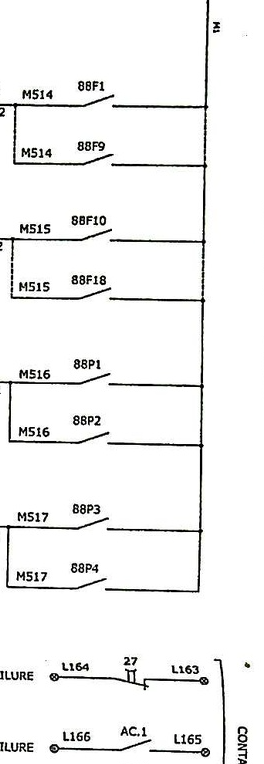 M1
M514 88F1
2
M514 88F9
M515 88F10
2
M515 88F18
M516 88P1
M516 88P2
M517 88P3
M517 88P4
ILURE L164 27 L163
ILURE L166 AC.1 L165
CONTA